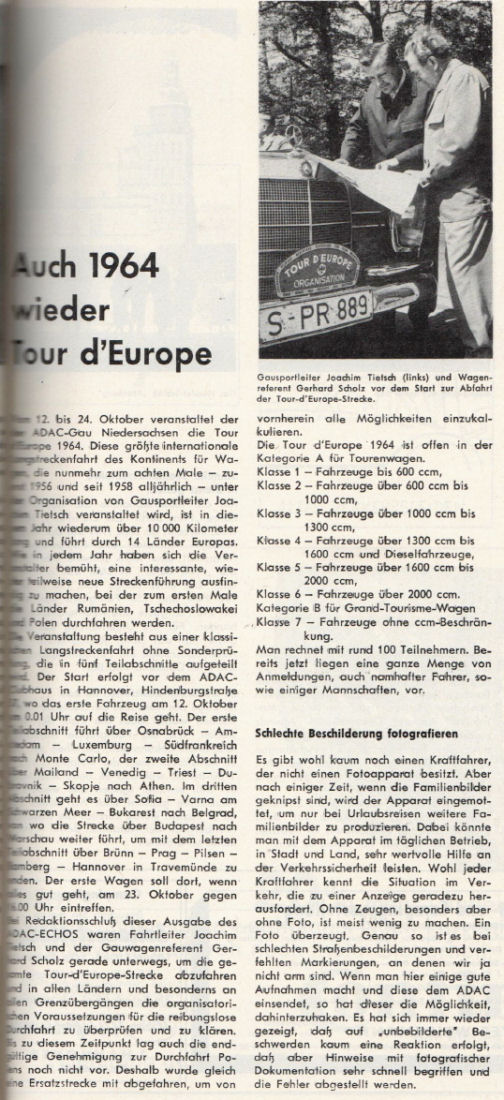 Auch 1964
wieder
Tour d'Europe
12. bis 24. Oktober veranstaltet der
ADAC-Gau Niedersachsen die Tour
1964. Diese größte internationale
des Kontinents für Wa-
die nunmehr zum achten Male – zu-
1956 und seit 1958 alljährlich – unter
Organisation von Gausportleiter Joa-
Tietsch veranstaltet wird, ist in die-
Jahr wiederum über 10 000 Kilometer
und führt durch 14 Länder Europas.
in jedem Jahr haben sich die Ver-
bemüht, eine interessante, wie-
teilweise neue Streckenführung ausfin-
zu machen, bei der zum ersten Male
Länder Rumänien, Tschechoslowakei
Polen durchfahren werden.
Veranstaltung besteht aus einer klassi-
Langstreckenfahrt ohne Sonderprü-
die in fünf Teilabschnitte aufgeteilt
Der Start erfolgt vor dem ADAC-
in Hannover, Hindenburgstraße
wo das erste Fahrzeug am 12. Oktober
0.01 Uhr auf die Reise geht. Der erste
führt über Osnabrück – Am-
– Luxemburg – Südfrankreich
Monte Carlo, der zweite Abschnitt
Mailand – Venedig – Triest – Du-
– Skopje nach Athen. Im dritten
geht es über Sofia – Varna am
Meer – Bukarest nach Belgrad,
wo die Strecke über Budapest nach
Warschau weiter führt, um mit dem letzten
über Brünn – Prag – Pilsen –
Bamberg – Hannover in Travemünde zu
enden. Der erste Wagen soll dort, wenn
alles gut geht, am 23. Oktober gegen
Uhr eintreffen.
Redaktionsschluß dieser Ausgabe des
ADAC-ECHOS waren Fahrtleiter Joachim
Tietsch und der Gauwagenreferent Ger-
hard Scholz gerade unterwegs, um die ge-
samte Tour-d'Europe-Strecke abzufahren
und in allen Ländern und besonders an
allen Grenzübergängen die organisatori-
schen Voraussetzungen für die reibungslose
Durchfahrt zu überprüfen und zu klären.
Bis zu diesem Zeitpunkt lag auch die end-
gültige Genehmigung zur Durchfahrt Po-
lens noch nicht vor. Deshalb wurde gleich
eine Ersatzstrecke mit abgefahren, um von
TOUR D'EUROPE
ORGANISATION
S-PR 889
Gausportleiter Joachim Tietsch (links) und Wagen-
referent Gerhard Scholz vor dem Start zur Abfahrt
der Tour-d'Europe-Strecke.
vornherein alle Möglichkeiten einzukal-
kulieren.
Die Tour d'Europe 1964 ist offen in der
Kategorie A für Tourenwagen.
Klasse 1 – Fahrzeuge bis 600 ccm,
Klasse 2 – Fahrzeuge über 600 ccm bis
1000 ccm,
Klasse 3 – Fahrzeuge über 1000 ccm bis
1300 ccm,
Klasse 4 – Fahrzeuge über 1300 ccm bis
1600 ccm und Dieselfahrzeuge,
Klasse 5 – Fahrzeuge über 1600 ccm bis
2000 ccm,
Klasse 6 – Fahrzeuge über 2000 ccm.
Kategorie B für Grand-Tourisme-Wagen
Klasse 7 – Fahrzeuge ohne ccm-Beschrän-
kung.
Man rechnet mit rund 100 Teilnehmern. Be-
reits jetzt liegen eine ganze Menge von
Anmeldungen, auch namhafter Fahrer, so-
wie einiger Mannschaften, vor.
Schlechte Beschilderung fotografieren
Es gibt wohl kaum noch einen Kraftfahrer,
der nicht einen Fotoapparat besitzt. Aber
nach einiger Zeit, wenn die Familienbilder
geknipst sind, wird der Apparat eingemot-
tet, um nur bei Urlaubsreisen weitere Fa-
milienbilder zu produzieren. Dabei könnte
man mit dem Apparat im täglichen Betrieb,
in Stadt und Land, sehr wertvolle Hilfe an
der Verkehrssicherheit leisten. Wohl jeder
Kraftfahrer kennt die Situation im Ver-
kehr, die zu einer Anzeige geradezu her-
ausfordert. Ohne Zeugen, besonders aber
ohne Foto, ist meist wenig zu machen. Ein
Foto überzeugt. Genau so ist es bei
schlechten Straßenbeschilderungen und ver-
fehlten Markierungen, an denen wir ja
nicht arm sind. Wenn man hier einige gute
Aufnahmen macht und diese dem ADAC
einsendet, so hat dieser die Möglichkeit,
dahinterzuhaken. Es hat sich immer wieder
gezeigt, daß auf „unbebilderte" Be-
schwerden kaum eine Reaktion erfolgt,
daß aber Hinweise mit fotografischer
Dokumentation sehr schnell begriffen und
die Fehler abgestellt werden.